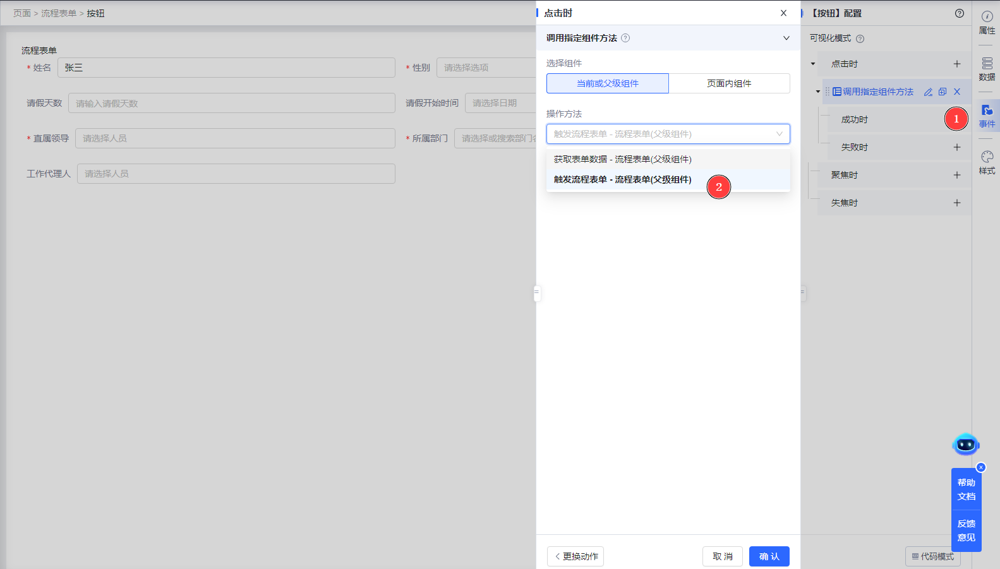 页面 > 流程表单 > 按钮
流程表单
* 姓名 张三
* 性别 请选择选项
请假天数 请输入请假天数
请假开始时间 请选择日期
* 直属领导 请选择人员
* 所属部门 请选择或搜索部门名
工作代理人 请选择人员
点击时
调用指定组件方法
选择组件
当前或父级组件 页面内组件
操作方法
触发流程表单 - 流程表单(父级组件)
获取表单数据 - 流程表单(父级组件)
触发流程表单 - 流程表单(父级组件)
2
更换动作
取 消
确 认
【按钮】配置
可视化模式
点击时
调用指定组件方法
成功时
1
失败时
聚焦时
失焦时
代码模式
属性
数据
事件
样式
帮助
文档
反馈
意见